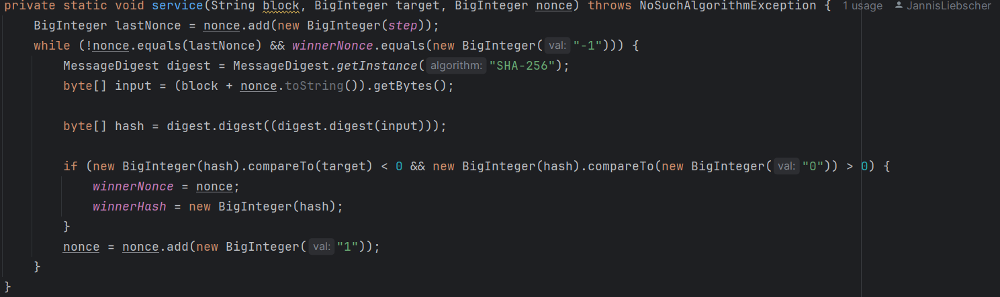 private static void service(String block, BigInteger target, BigInteger nonce) throws NoSuchAlgorithmException { 1 usage JannisLiebscher
BigInteger lastNonce = nonce.add(new BigInteger(step));
while (!nonce.equals(lastNonce) && winnerNonce.equals(new BigInteger( val: "-1"))) {
MessageDigest digest = MessageDigest.getInstance( algorithm: "SHA-256");
byte[] input = (block + nonce.toString()).getBytes();
byte[] hash = digest.digest((digest.digest(input)));
if (new BigInteger(hash).compareTo(target) < 0 && new BigInteger(hash).compareTo(new BigInteger( val: "0")) > 0) {
winnerNonce = nonce;
winnerHash = new BigInteger(hash);
}
nonce = nonce.add(new BigInteger( val: "1"));
}
}